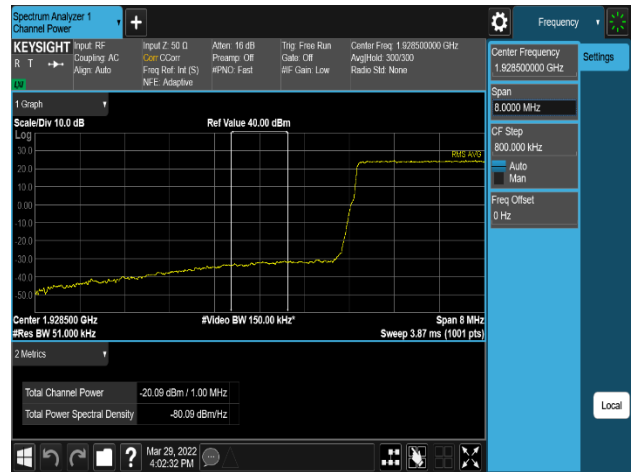 Spectrum Analyzer 1
Channel Power
Frequency
KEYSIGHT
R T
LM
Input: RF
Coupling: AC
Align: Auto
Input Z: 50 Ω
Corr CCorr
Freq Ref: Int (S)
NFE: Adaptive
Atten: 16 dB
Preamp: Off
#PNO: Fast
Trig: Free Run
Gate: Off
#IF Gain: Low
Center Freq: 1.928500000 GHz
Avg|Hold: 300/300
Radio Std: None
Center Frequency
1.928500000 GHz
Settings
Span
8.0000 MHz
CF Step
800.000 kHz
Auto
Man
Freq Offset
0 Hz
Local
1 Graph
Scale/Div 10.0 dB
Ref Value 40.00 dBm
Log
RMS AVG
30.0
20.0
10.0
0.00
-10.0
-20.0
-30.0
-40.0
-50.0
Center 1.928500 GHz
#Video BW 150.00 kHz*
Span 8 MHz
#Res BW 51.000 kHz
Sweep 3.87 ms (1001 pts)
2 Metrics
Total Channel Power -20.09 dBm / 1.00 MHz
Total Power Spectral Density -80.09 dBm/Hz
?
Mar 29, 2022
4:02:32 PM